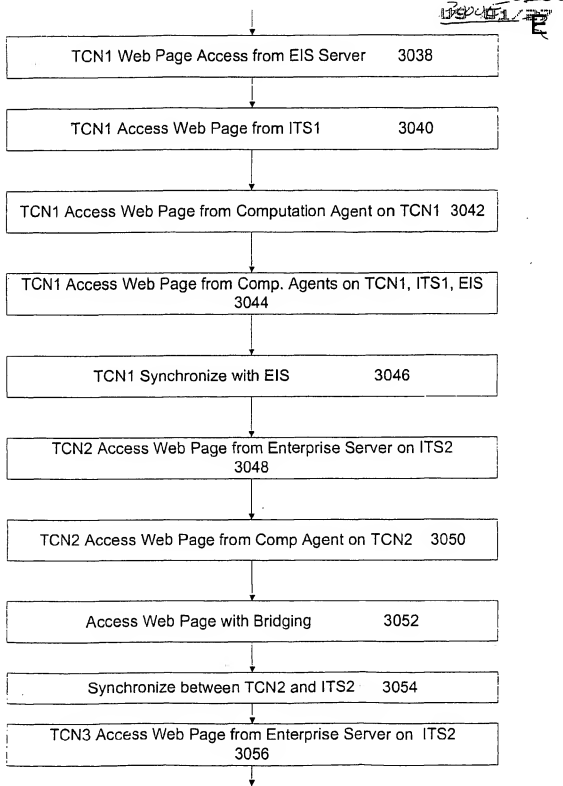 TCN1 Web Page Access from EIS Server 3038
TCN1 Access Web Page from ITS1 3040
TCN1 Access Web Page from Computation Agent on TCN1 3042
TCN1 Access Web Page from Comp. Agents on TCN1, ITS1, EIS
3044
TCN1 Synchronize with EIS 3046
TCN2 Access Web Page from Enterprise Server on ITS2
3048
TCN2 Access Web Page from Comp Agent on TCN2 3050
Access Web Page with Bridging 3052
Synchronize between TCN2 and ITS2 3054
TCN3 Access Web Page from Enterprise Server on ITS2
3056